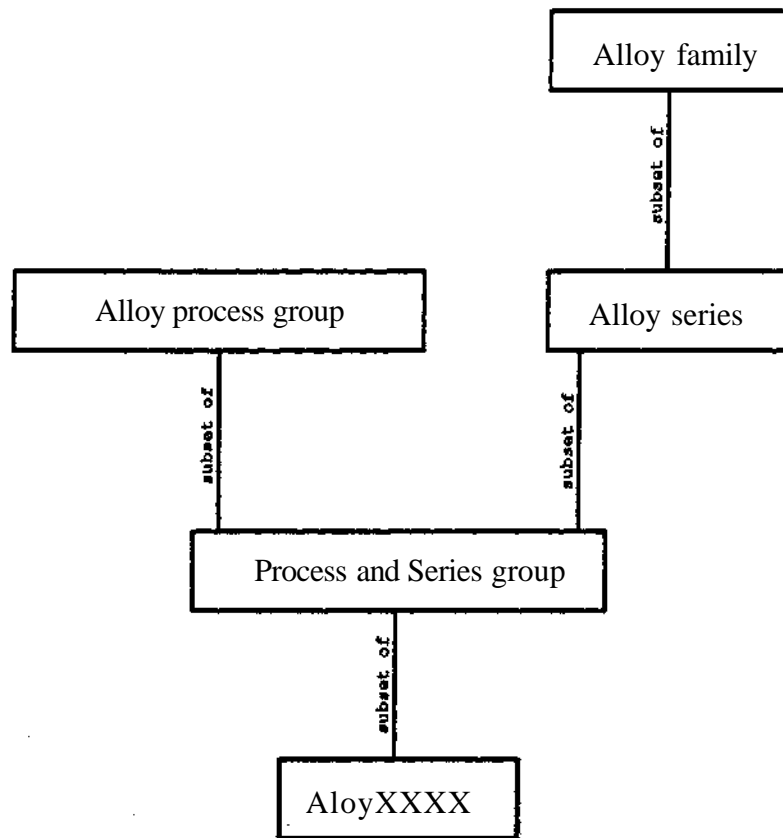 Alloy family
subset of
Alloy process group
Alloy series
subset of
subset of
Process and Series group
subset of
AloyXXXX